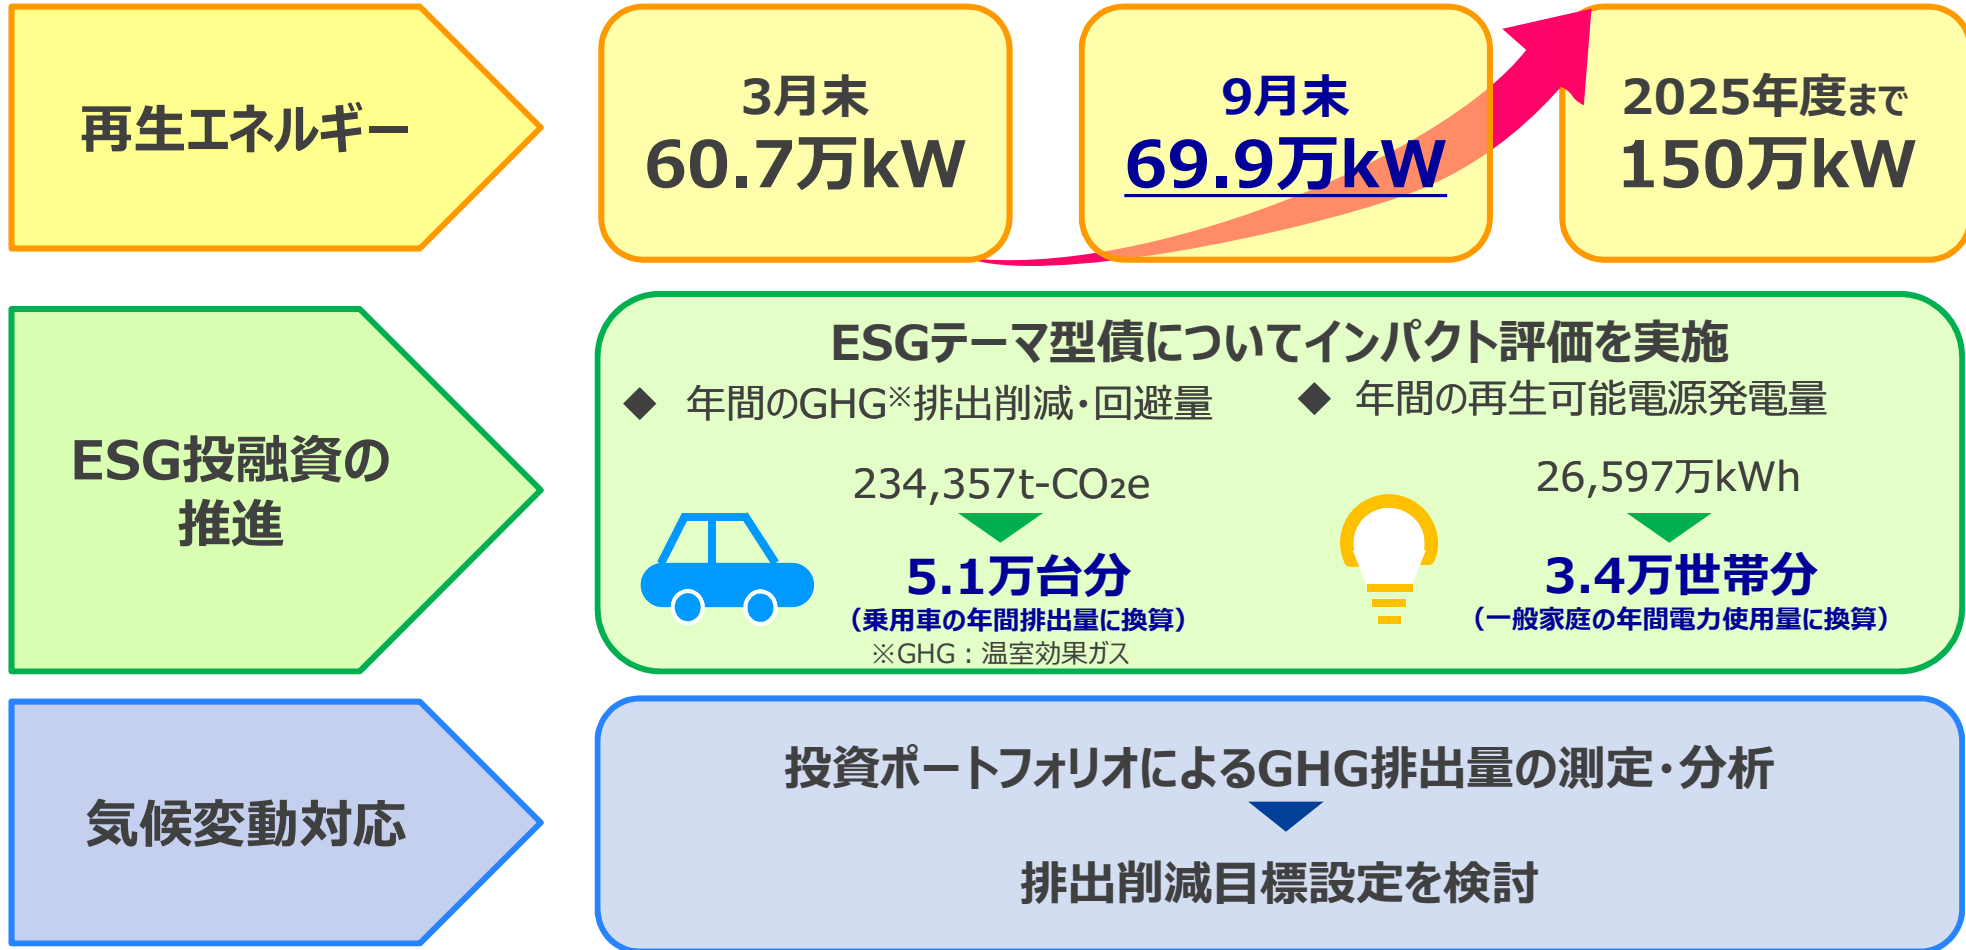 再生エネルギー
3月末
60.7万kW
9月末
69.9万kW
2025年度まで
150万kW
ESG投融資の
推進
ESGテーマ型債についてインパクト評価を実施
◆ 年間のGHG※排出削減・回避量
234,357t-CO₂e
5.1万台分
（乗用車の年間排出量に換算）
※GHG：温室効果ガス
◆ 年間の再生可能電源発電量
26,597万kWh
3.4万世帯分
（一般家庭の年間電力使用量に換算）
気候変動対応
投資ポートフォリオによるGHG排出量の測定・分析
排出削減目標設定を検討